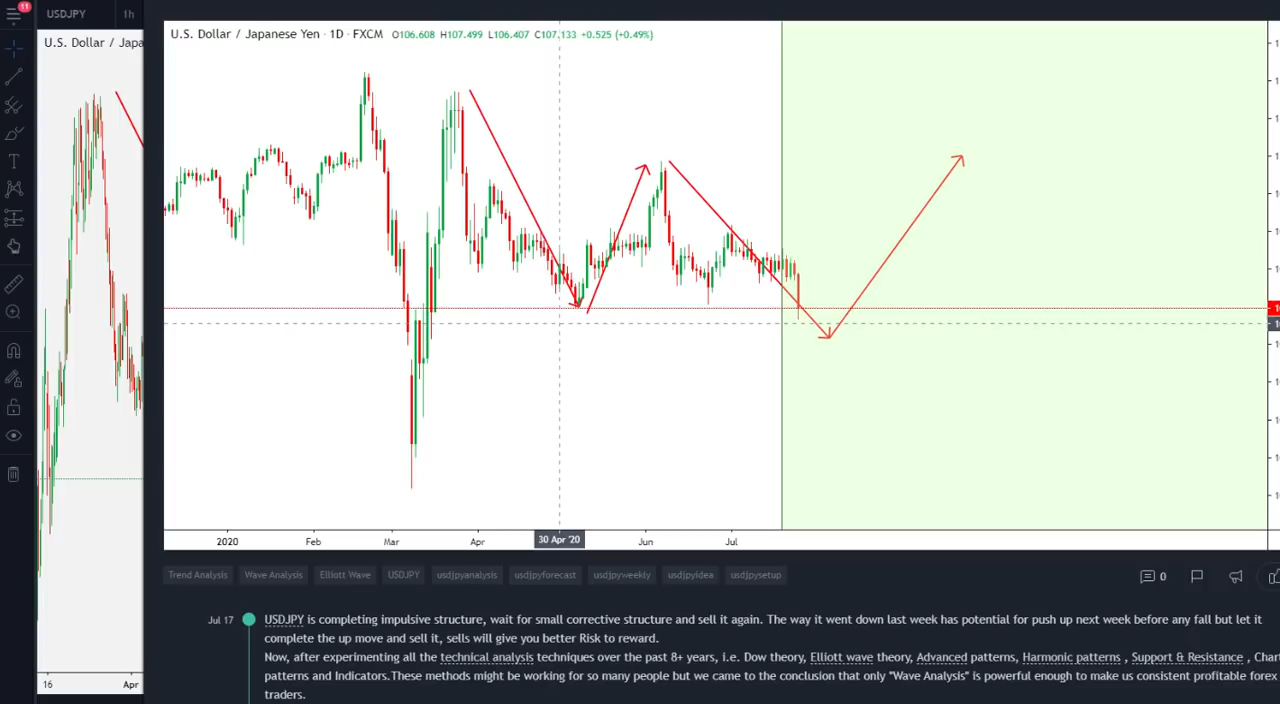 11
USDJPY 1h
U.S. Dollar / Japa
U.S. Dollar / Japanese Yen · 1D · FXCM O106.608 H107.499 L106.407 C107.133 +0.525 (+0.49%)
2020 Feb Mar Apr 30 Apr '20 Jun Jul
16 Apr
Trend Analysis Wave Analysis Elliott Wave USDJPY usdjpyanalysis usdjpyforecast usdjpyweekly usdjpyidea usdjpysetup
0
Jul 17
USDJPY is completing impulsive structure, wait for small corrective structure and sell it again. The way it went down last week has potential for push up next week before any fall but let it
complete the up move and sell it, sells will give you better Risk to reward.
Now, after experimenting all the technical analysis techniques over the past 8+ years, i.e. Dow theory, Elliott wave theory, Advanced patterns, Harmonic patterns , Support & Resistance , Chart
patterns and Indicators.These methods might be working for so many people but we came to the conclusion that only "Wave Analysis" is powerful enough to make us consistent profitable forex
traders.